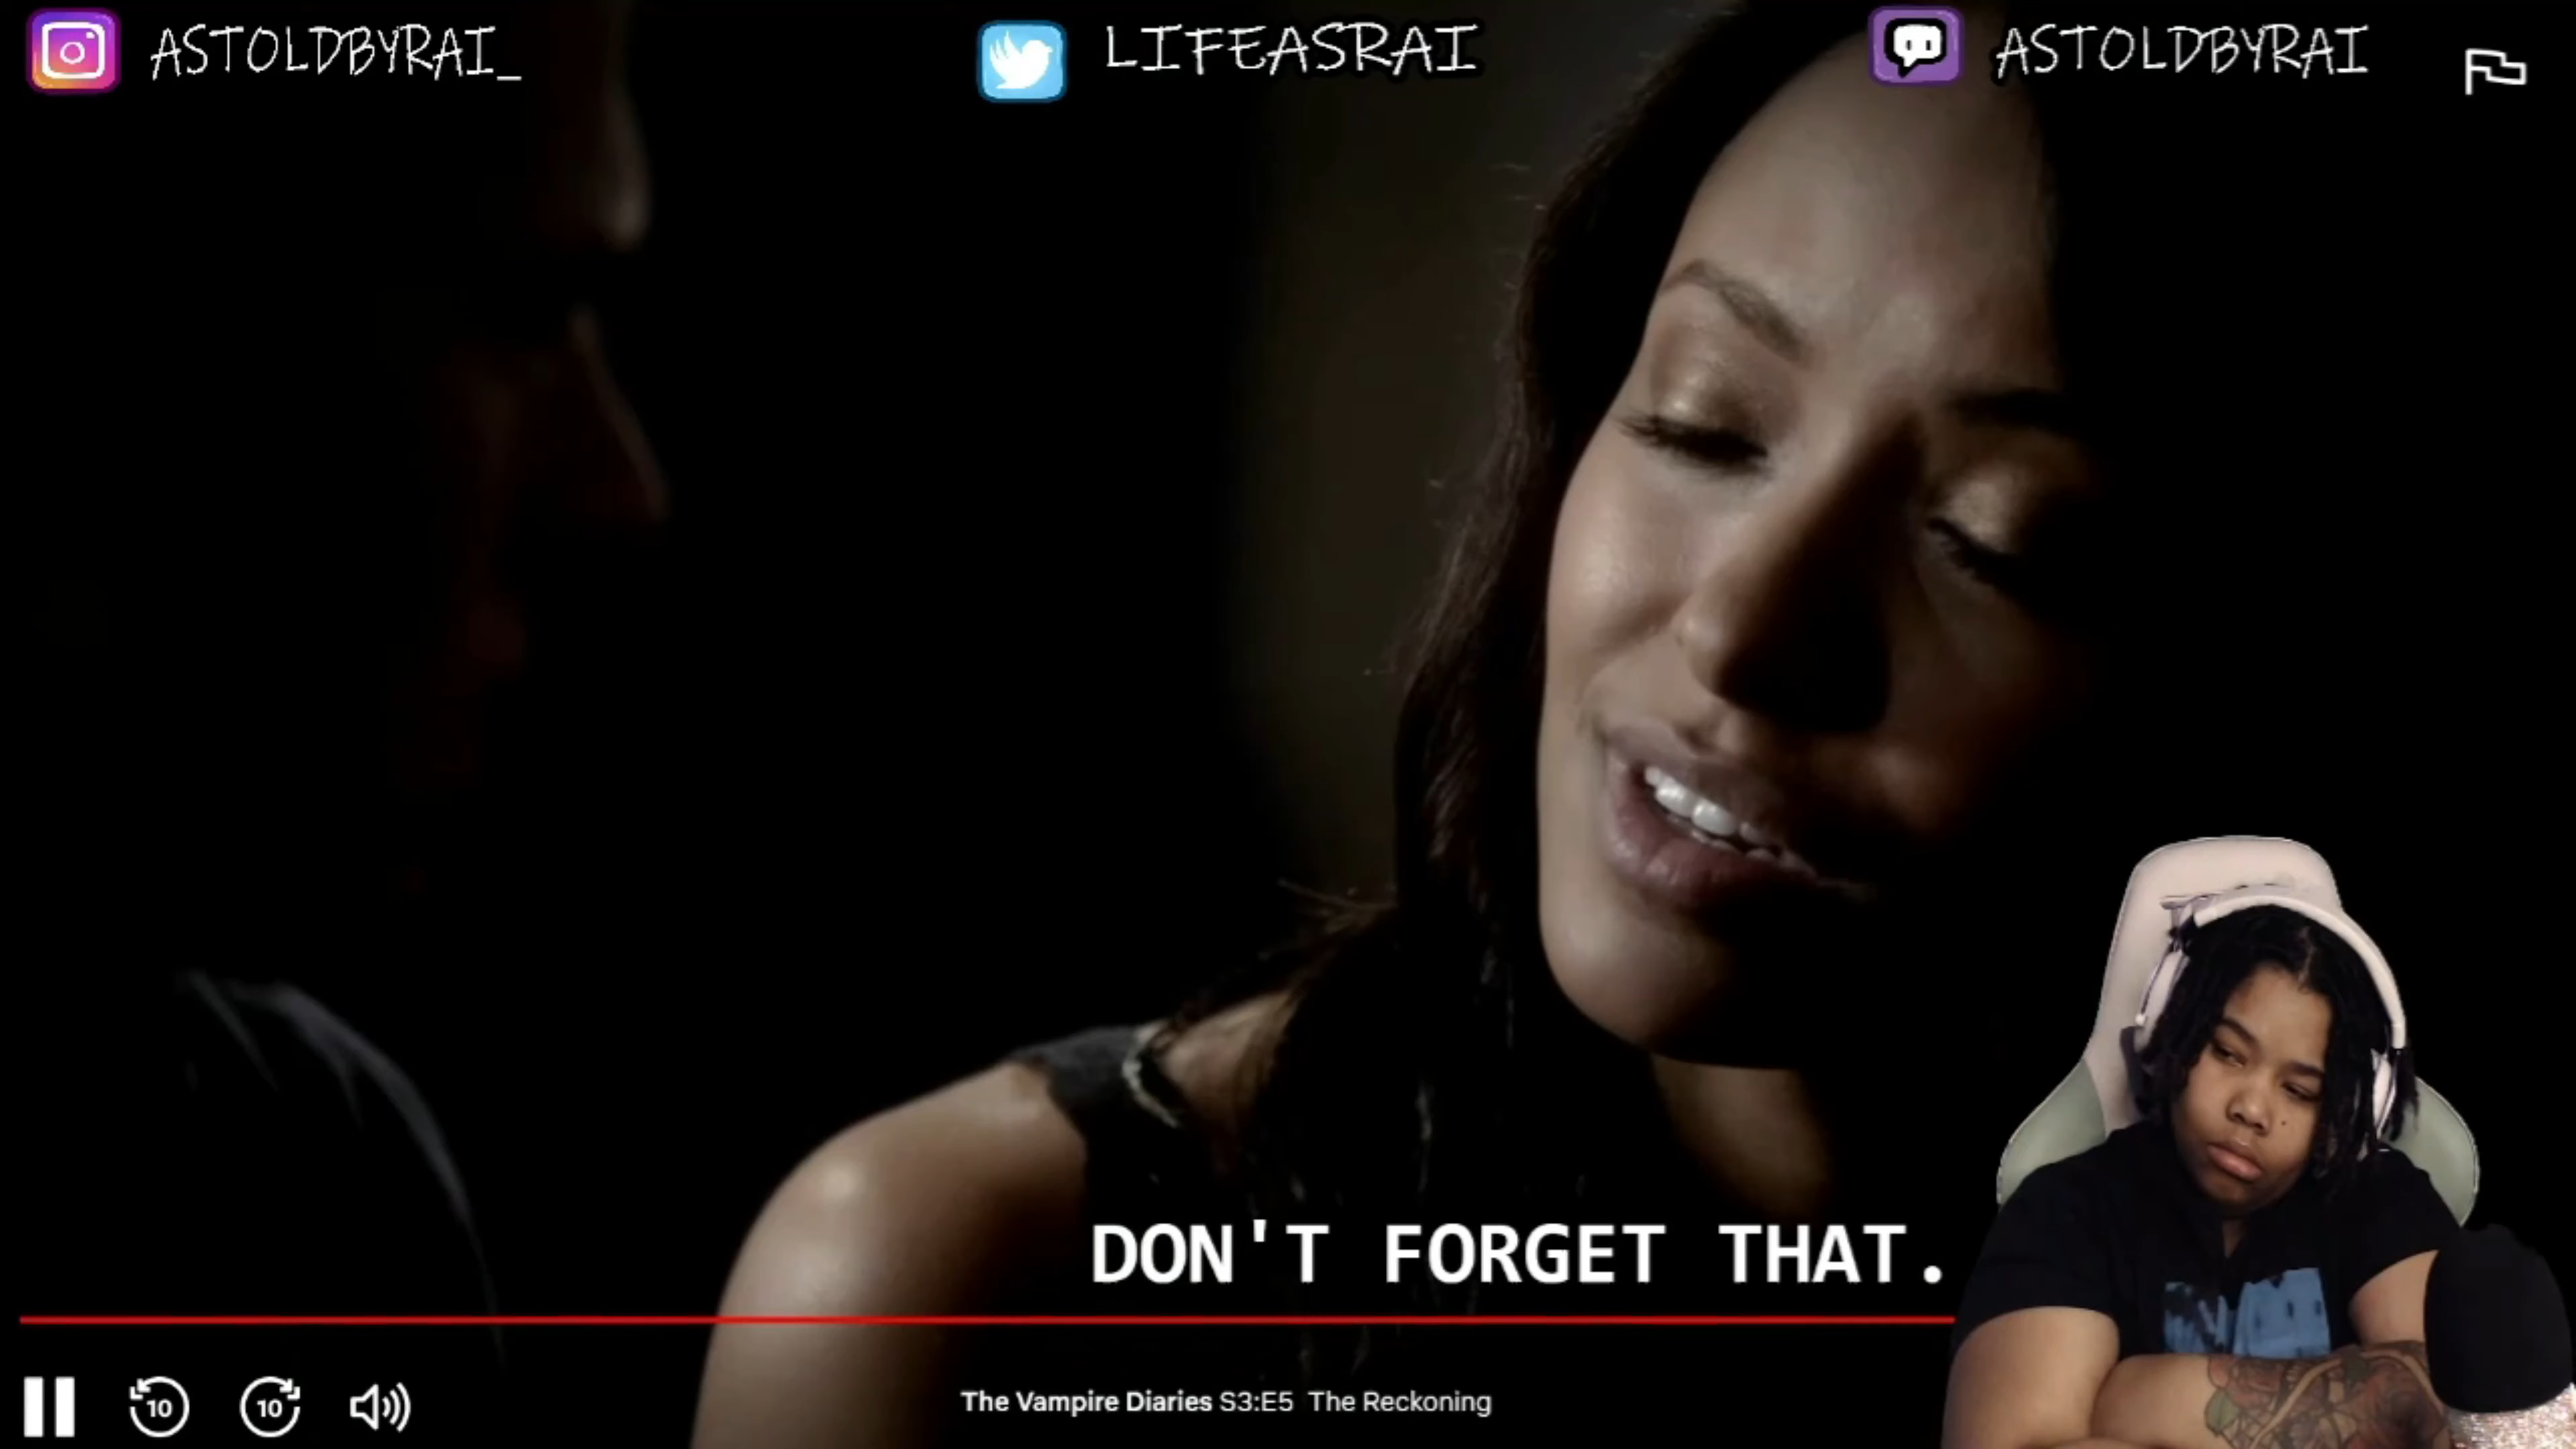 ASTOLDBYRAI_
LIFEASRAI
ASTOLDBYRAI
DON'T FORGET THAT.
10
10
The Vampire Diaries S3:E5 The Reckoning